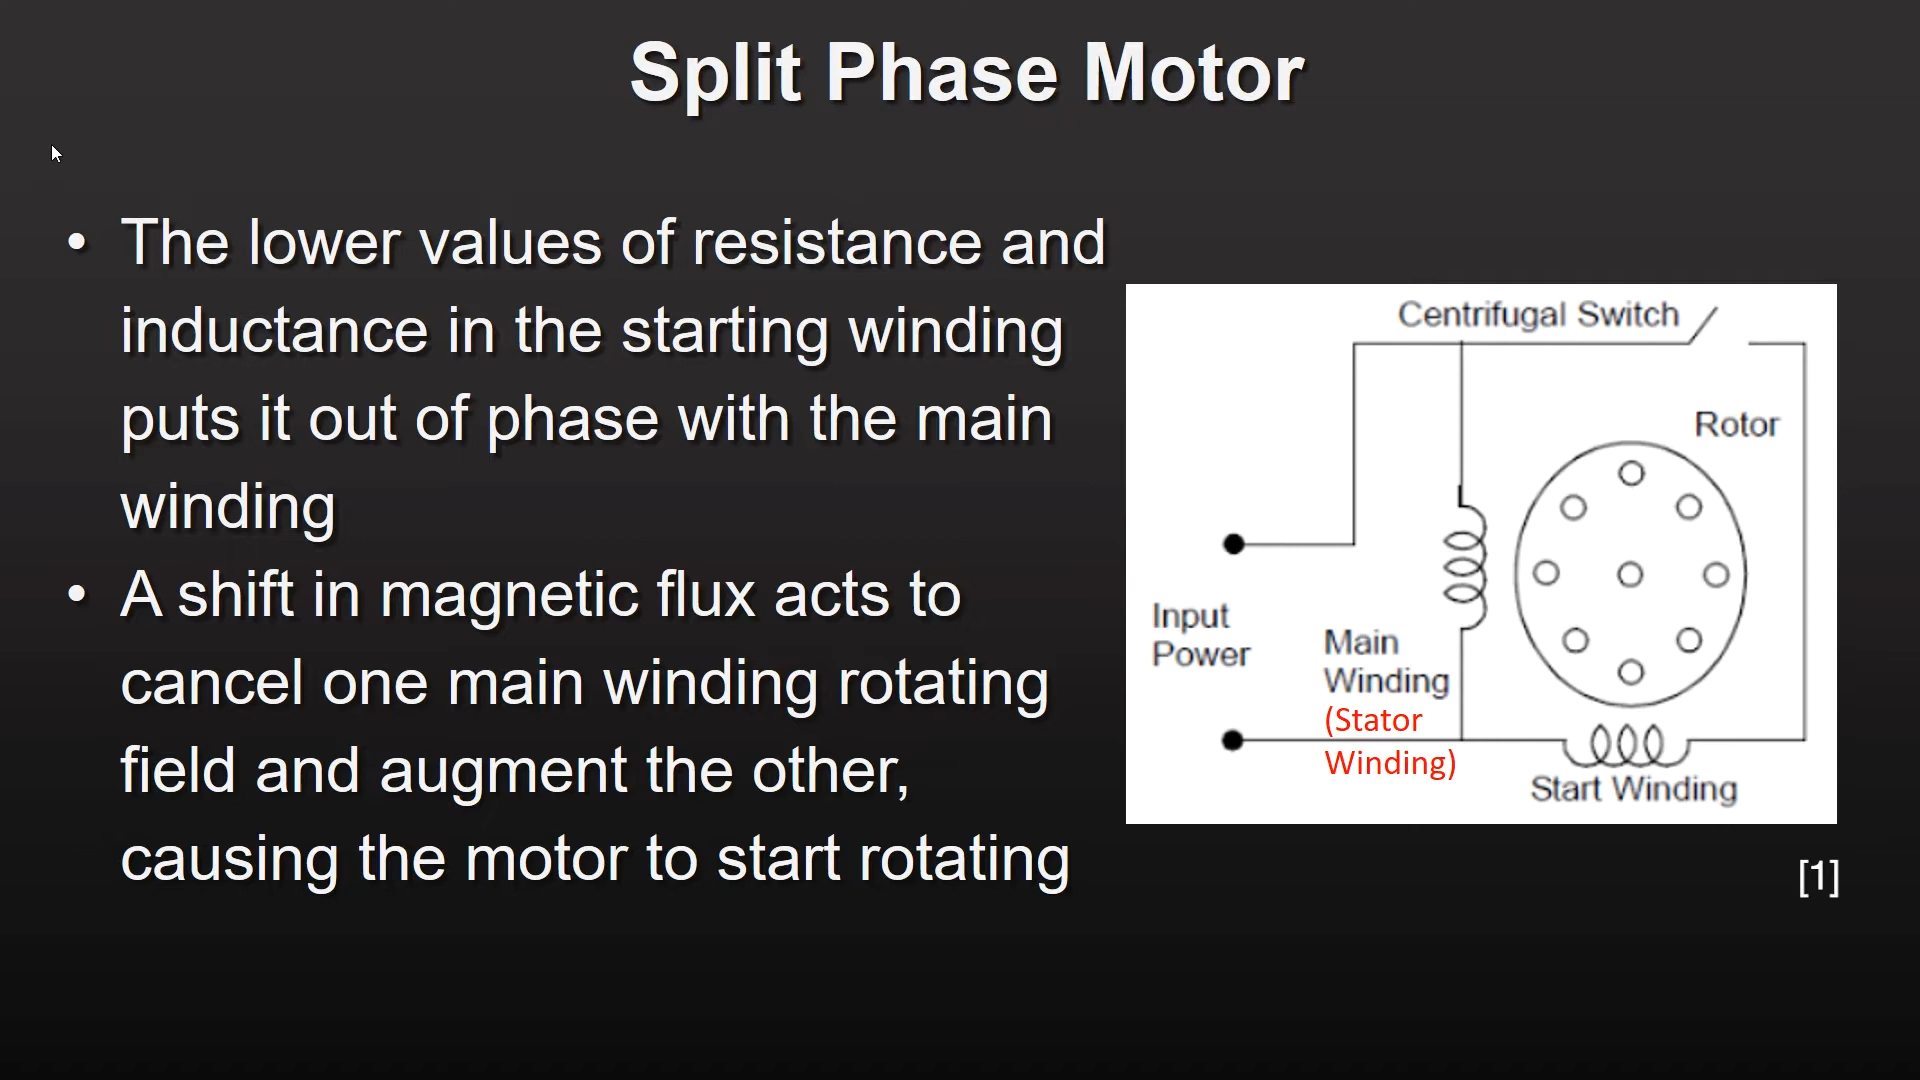 Split Phase Motor
• The lower values of resistance and
inductance in the starting winding
puts it out of phase with the main
winding
• A shift in magnetic flux acts to
cancel one main winding rotating
field and augment the other,
causing the motor to start rotating
Centrifugal Switch
Rotor
Input
Power
Main
Winding
(Stator
Winding)
Start Winding
[1]